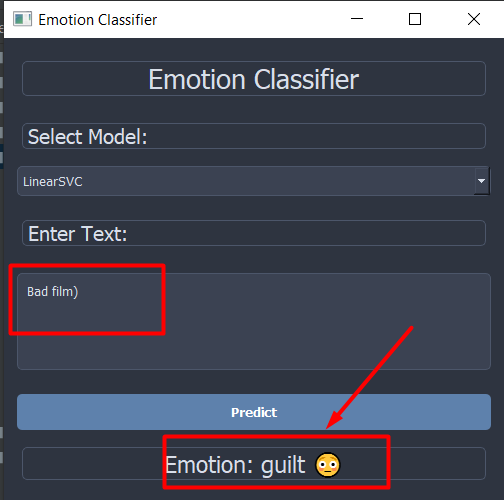 Emotion Classifier
Emotion Classifier
Select Model:
LinearSVC
Enter Text:
Bad film)
Predict
Emotion: guilt 😳